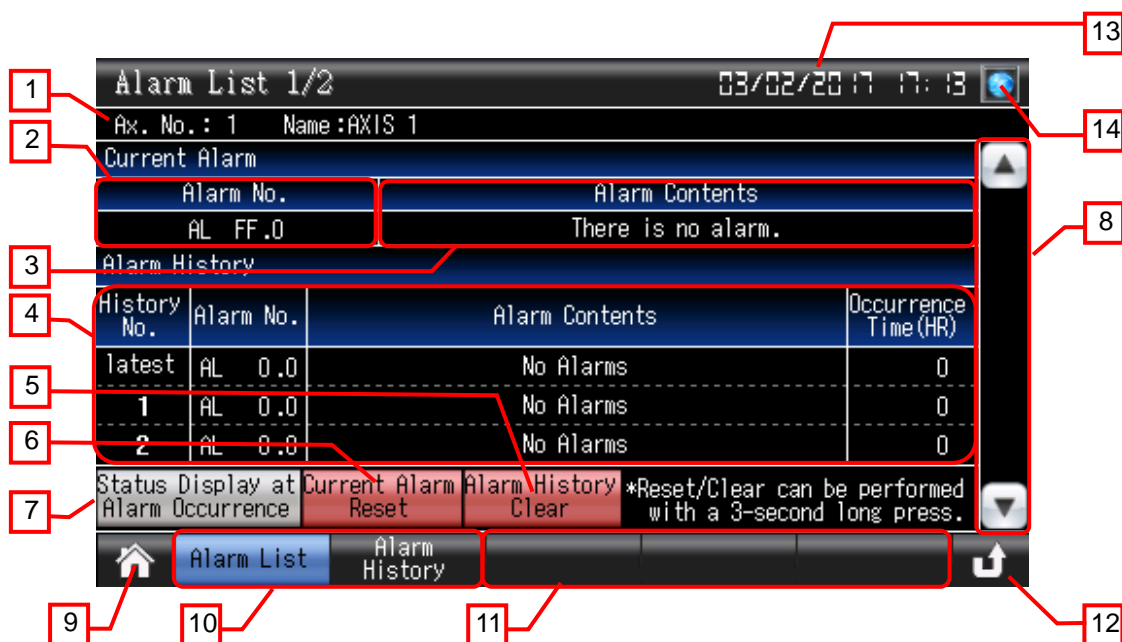 13
Alarm List 1/2
03/02/2017 17:13
1
Ax. No.: 1 Name:AXIS 1
14
2
Current Alarm
Alarm No.
Alarm Contents
AL FF.0
There is no alarm.
8
3
Alarm History
4
History No.
Alarm No.
Alarm Contents
Occurrence Time(HR)
latest AL 0.0 No Alarms 0
5
1 AL 0.0 No Alarms 0
6
2 AL 0.0 No Alarms 0
7
Status Display at
Alarm Occurrence
Current Alarm
Reset
Alarm History
Clear
*Reset/Clear can be performed
with a 3-second long press.
Alarm List
Alarm
History
9
10
11
12